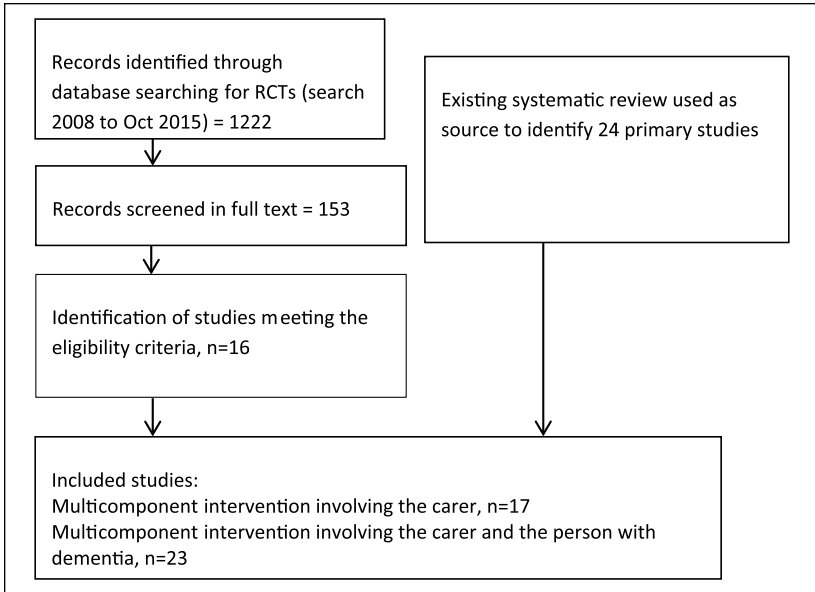 Records identified through
database searching for RCTs (search
2008 to Oct 2015) = 1222
Existing systematic review used as
source to identify 24 primary studies
Records screened in full text = 153
Identification of studies meeting the
eligibility criteria, n=16
Included studies:
Multicomponent intervention involving the carer, n=17
Multicomponent intervention involving the carer and the person with
dementia, n=23